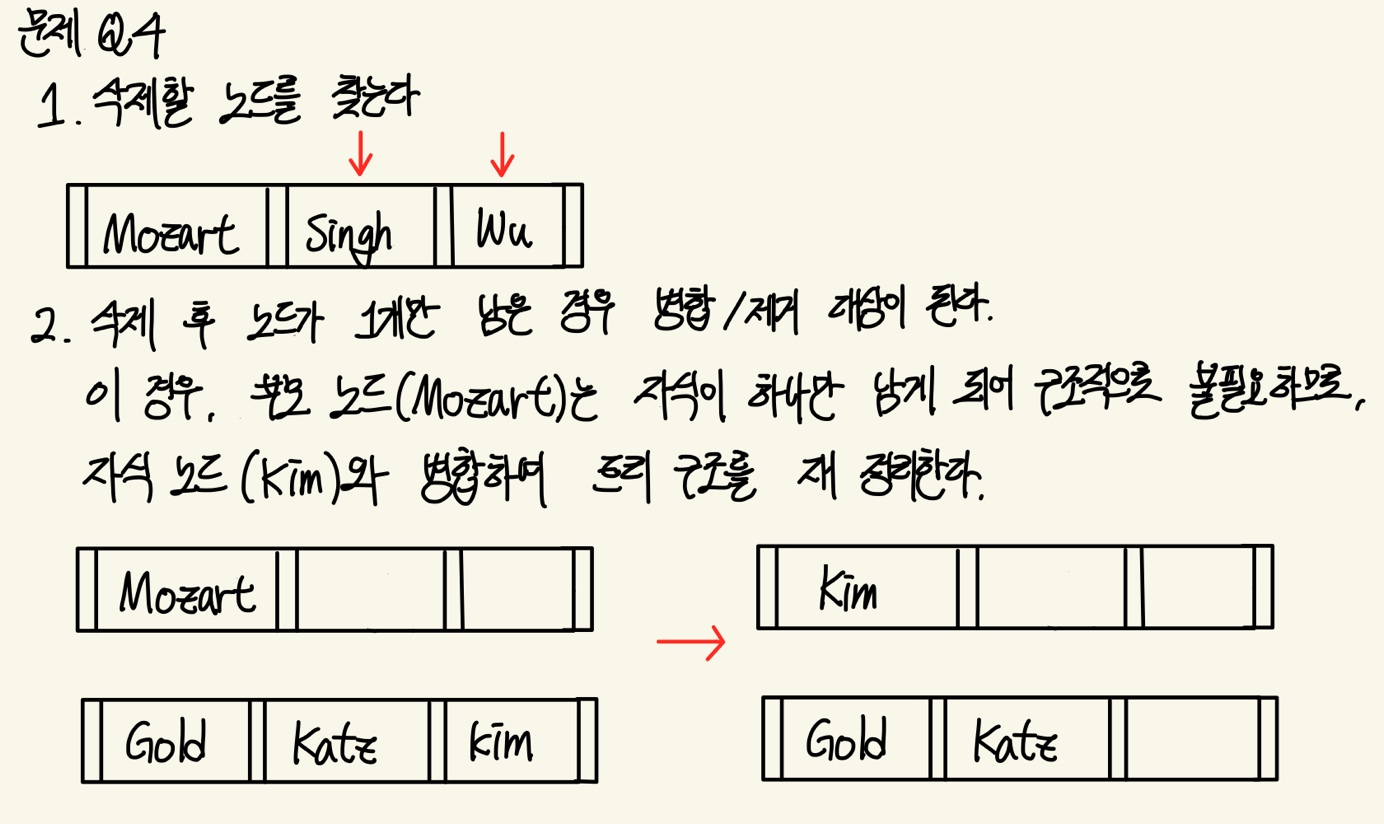 문제 Q4
1. 삭제할 노드를 찾는다
Mozart Singh Wu
2. 삭제 후 노드가 1개만 남은 경우 병합/제거 대상이 된다.
이 경우, 부모 노드(Mozart)는 자식이 하나만 남게 되어 구조적으로 불필요하므로,
자식 노드(Kim)와 병합하며 트리 구조를 재 정리한다.
Mozart
Kim
Gold Katz Kim
Gold Katz